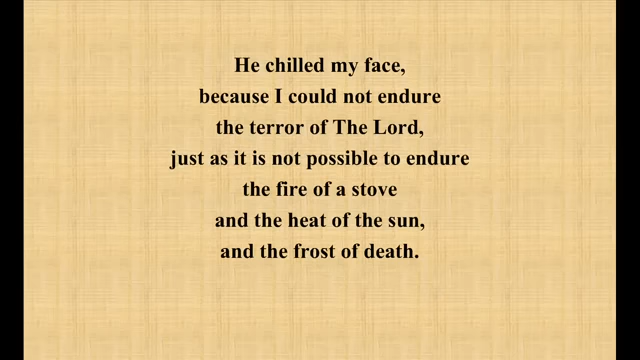 He chilled my face,
because I could not endure
the terror of The Lord,
just as it is not possible to endure
the fire of a stove
and the heat of the sun,
and the frost of death.